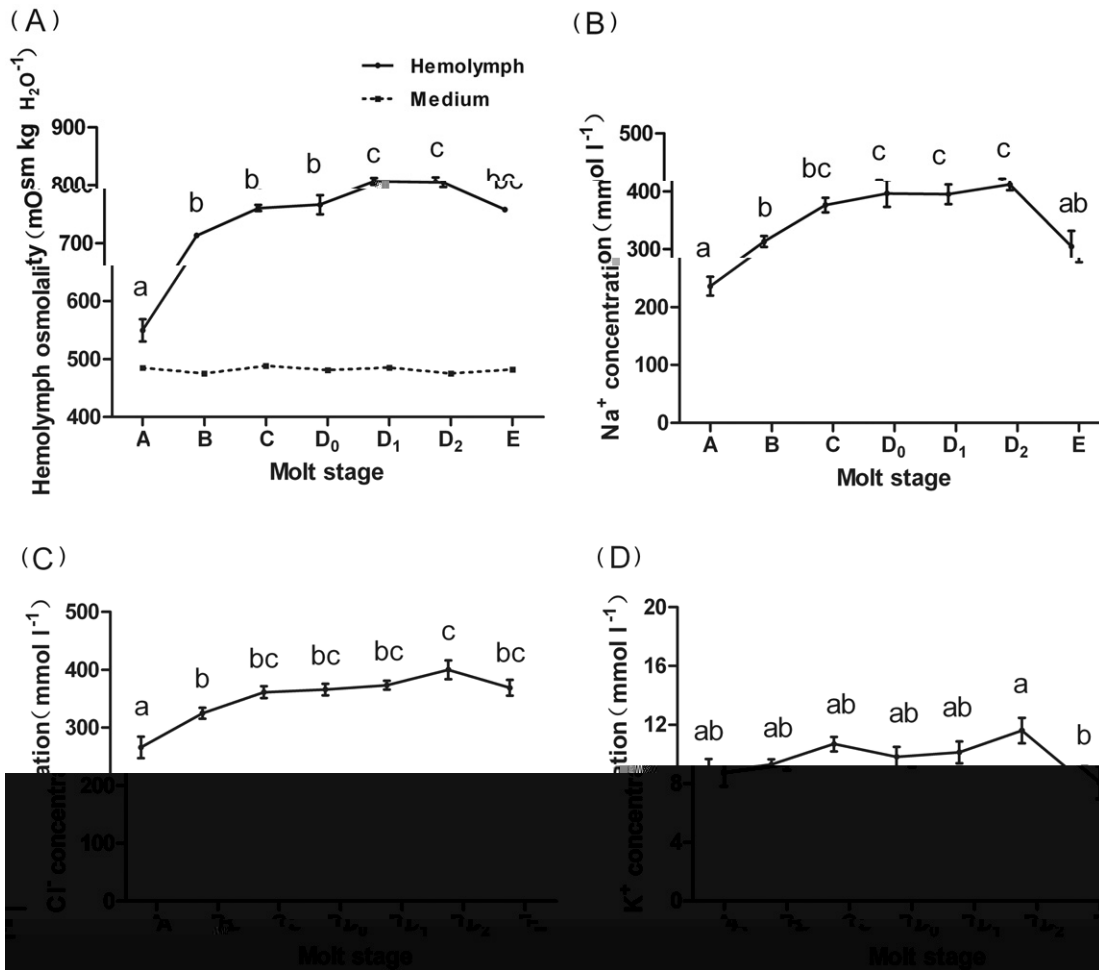 (A)
Hemolymph osmolality (mOsm kg H₂O⁻¹)
Hemolymph
Medium
900
800
700
600
500
400
a
b
b
b
c
c
A B C D₀ D₁ D₂ E
Molt stage
(B)
Na⁺ concentration (mmol l⁻¹)
500
400
300
200
100
0
a
b
bc
c
c
c
ab
A B C D₀ D₁ D₂ E
Molt stage
(C)
Cl⁻ concentration (mmol l⁻¹)
500
400
300
200
100
0
a
b
bc
bc
bc
c
bc
Molt stage
(D)
K⁺ concentration (mmol l⁻¹)
20
16
12
8
4
0
ab
ab
ab
ab
ab
a
b
Molt stage